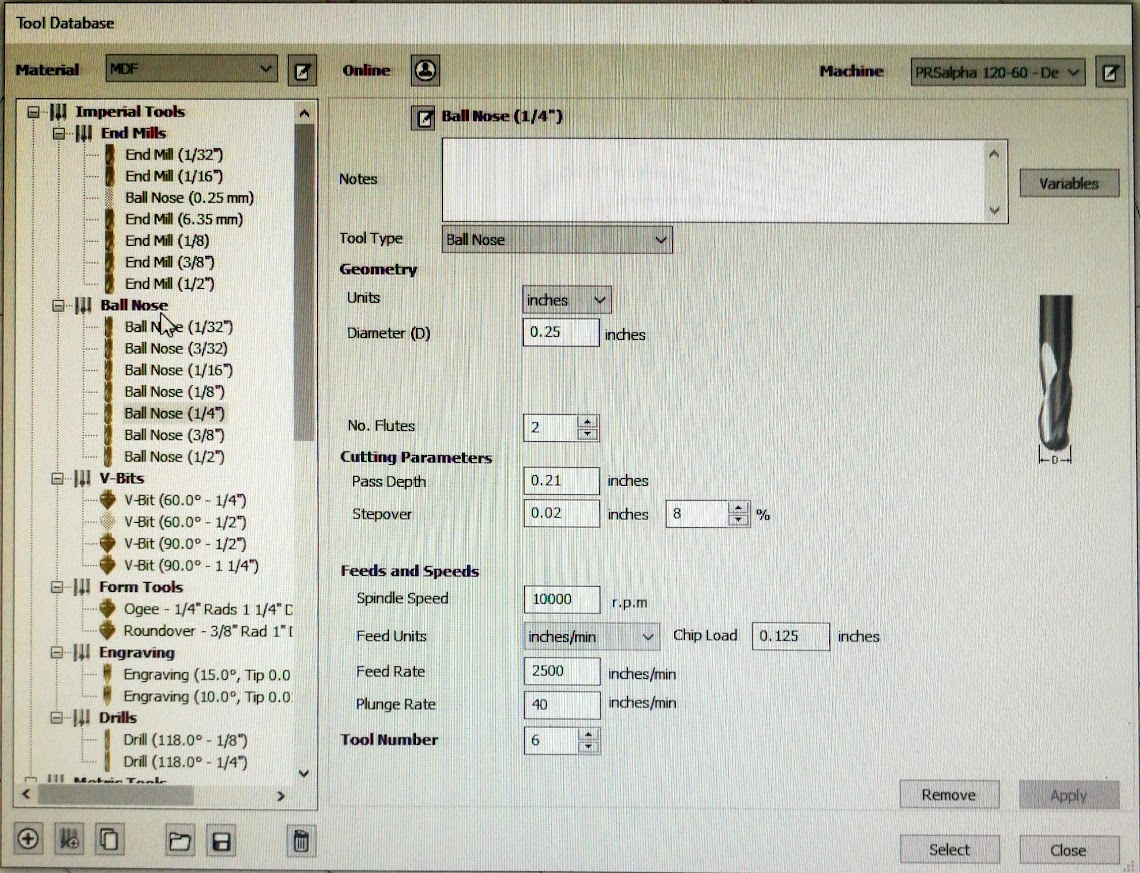 Tool Database
Material MDF Online Machine PRSalpha 120-60 - De
Imperial Tools
End Mills
End Mill (1/32")
End Mill (1/16")
Ball Nose (0.25 mm)
End Mill (6.35 mm)
End Mill (1/8)
End Mill (3/8")
End Mill (1/2")
Ball Nose
Ball Nose (1/32")
Ball Nose (3/32)
Ball Nose (1/16")
Ball Nose (1/8")
Ball Nose (1/4")
Ball Nose (3/8")
Ball Nose (1/2")
V-Bits
V-Bit (60.0° - 1/4")
V-Bit (60.0° - 1/2")
V-Bit (90.0° - 1/2")
V-Bit (90.0° - 1 1/4")
Form Tools
Ogee - 1/4" Rads 1 1/4" D
Roundover - 3/8" Rad 1" D
Engraving
Engraving (15.0°, Tip 0.0
Engraving (10.0°, Tip 0.0
Drills
Drill (118.0° - 1/8")
Drill (118.0° - 1/4")
Metric Tools
Ball Nose (1/4")
Notes
Variables
Tool Type Ball Nose
Geometry
Units inches
Diameter (D) 0.25 inches
No. Flutes 2
D
Cutting Parameters
Pass Depth 0.21 inches
Stepover 0.02 inches 8 %
Feeds and Speeds
Spindle Speed 10000 r.p.m
Feed Units inches/min Chip Load 0.125 inches
Feed Rate 2500 inches/min
Plunge Rate 40 inches/min
Tool Number 6
Remove Apply
Select Close